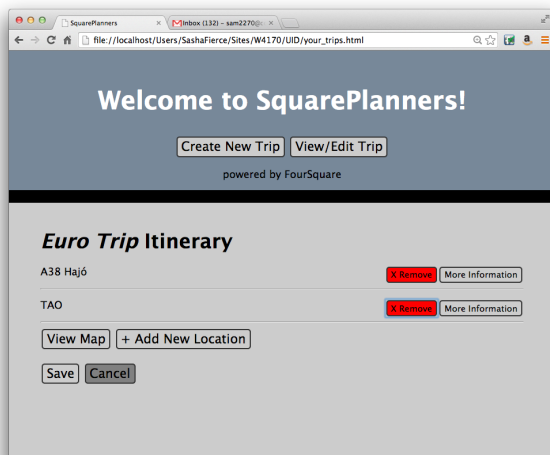 SquarePlanners
Inbox (132) – sam2270@
file://localhost/Users/SashaFierce/Sites/W4170/UID/your_trips.html
Welcome to SquarePlanners!
Create New Trip View/Edit Trip
powered by FourSquare
Euro Trip Itinerary
A38 Hajó X Remove More Information
TAO X Remove More Information
View Map + Add New Location
Save Cancel